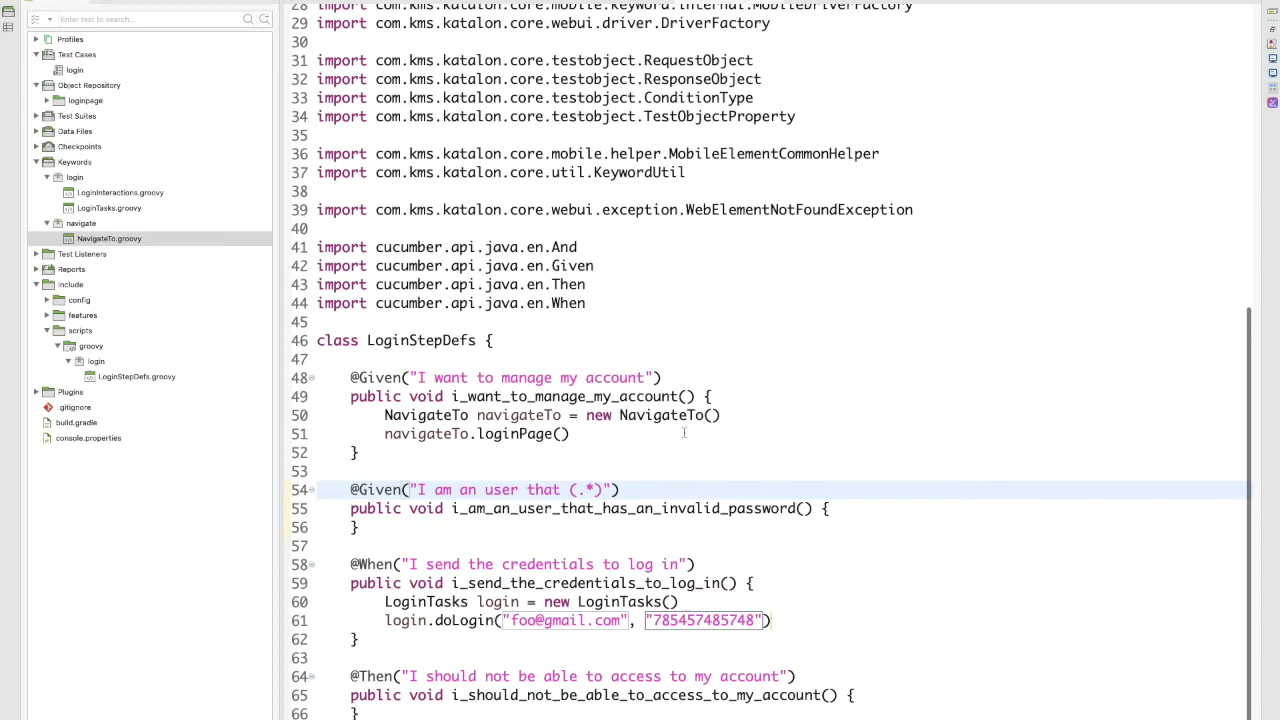 Enter text to search...
Profiles
Test Cases
login
Object Repository
loginpage
Test Suites
Data Files
Checkpoints
Keywords
login
LoginInteractions.groovy
LoginTasks.groovy
navigate
NavigateTo.groovy
Test Listeners
Reports
Include
config
features
scripts
groovy
login
LoginStepDefs.groovy
Plugins
.gitignore
build.gradle
console.properties
28 import com.kms.katalon.core.mobile.keyword.internal.MobileDriverFactory
29 import com.kms.katalon.core.webui.driver.DriverFactory
30
31 import com.kms.katalon.core.testobject.RequestObject
32 import com.kms.katalon.core.testobject.ResponseObject
33 import com.kms.katalon.core.testobject.ConditionType
34 import com.kms.katalon.core.testobject.TestObjectProperty
35
36 import com.kms.katalon.core.mobile.helper.MobileElementCommonHelper
37 import com.kms.katalon.core.util.KeywordUtil
38
39 import com.kms.katalon.core.webui.exception.WebElementNotFoundException
40
41 import cucumber.api.java.en.And
42 import cucumber.api.java.en.Given
43 import cucumber.api.java.en.Then
44 import cucumber.api.java.en.When
45
46 class LoginStepDefs {
47
48 @Given("I want to manage my account")
49 public void i_want_to_manage_my_account() {
50 NavigateTo navigateTo = new NavigateTo()
51 navigateTo.loginPage()
52 }
53
54 @Given("I am an user that (.*)")
55 public void i_am_an_user_that_has_an_invalid_password() {
56 }
57
58 @When("I send the credentials to log in")
59 public void i_send_the_credentials_to_log_in() {
60 LoginTasks login = new LoginTasks()
61 login.doLogin("foo@gmail.com", "785457485748")
62 }
63
64 @Then("I should not be able to access to my account")
65 public void i_should_not_be_able_to_access_to_my_account() {
66 }